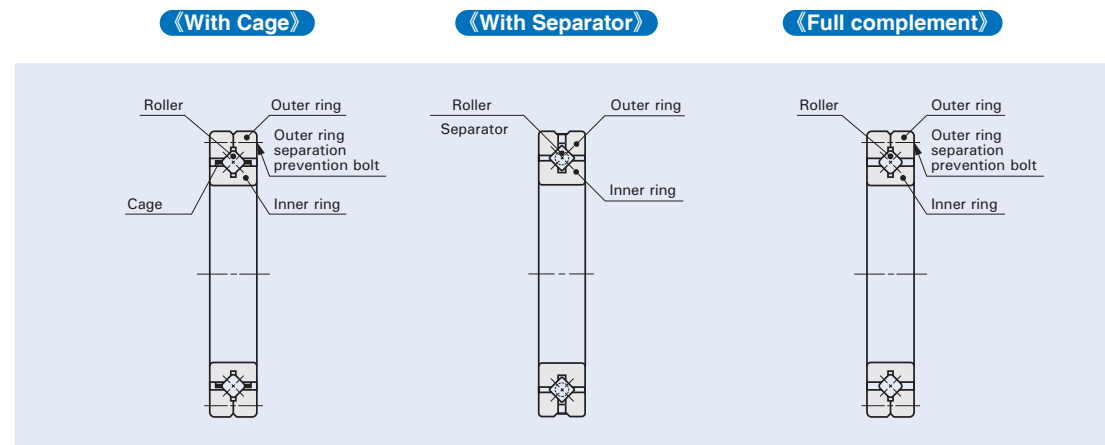 《With Cage》
《With Separator》
《Full complement》
Roller
Outer ring
Outer ring
separation
prevention bolt
Cage
Inner ring
Roller
Separator
Outer ring
Inner ring
Roller
Outer ring
Outer ring
separation
prevention bolt
Inner ring